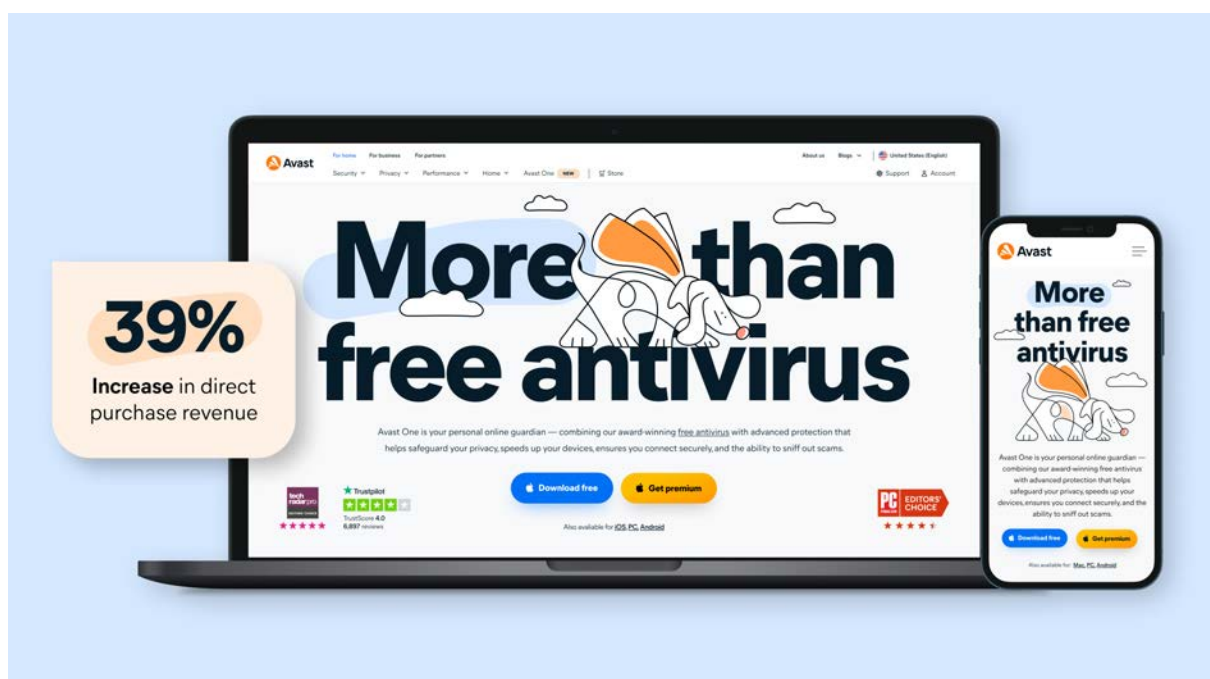 Avast
For home For business For partners
About us Blogs United States (English)
Security Privacy Performance Home Avast One NEW Store
Support Account
More than
free antivirus
Avast One is your personal online guardian — combining our award-winning free antivirus with advanced protection that
helps safeguard your privacy, speeds up your devices, ensures you connect securely, and the ability to sniff out scams.
Download free
Get premium
Also available for iOS, PC, Android
tech
radar pro
Trustpilot
TrustScore 4.0
6,897 reviews
PC
EDITORS'
CHOICE
39%
Increase in direct
purchase revenue
Avast
More
than free
antivirus
Avast One is your personal online guardian —
combining our award-winning free antivirus
with advanced protection that helps
safeguard your privacy, speeds up your
devices, ensures you connect securely, and the
ability to sniff out scams.
Download free
Get premium
Also available for Mac, PC, Android